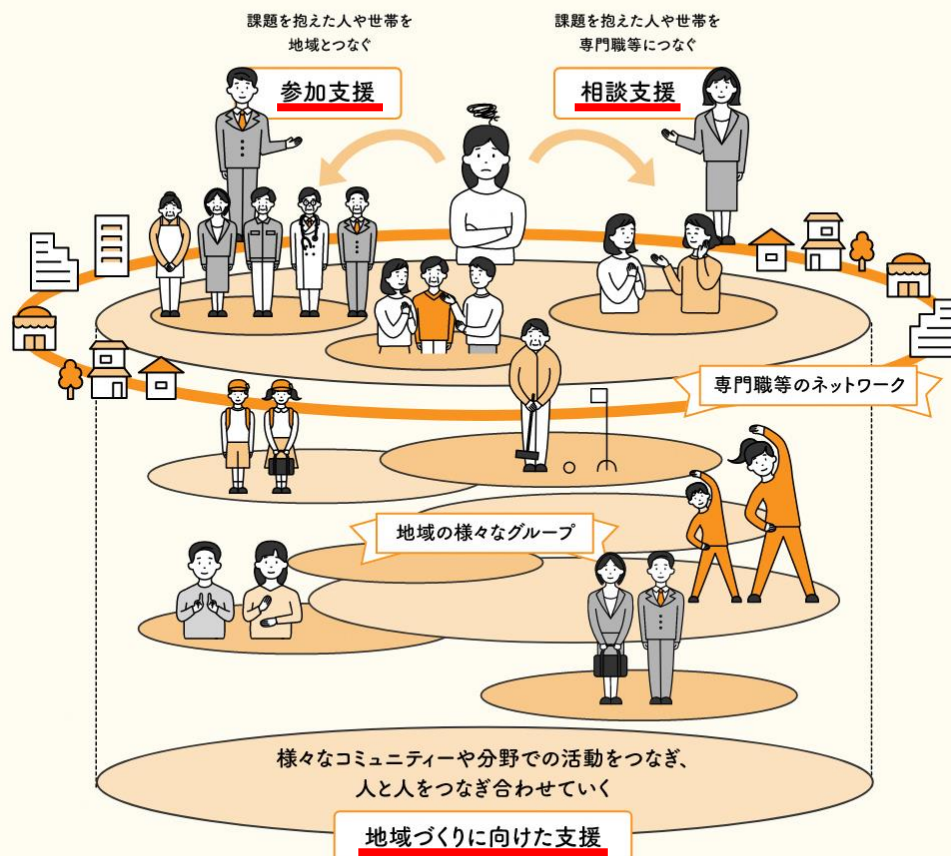 課題を抱えた人や世帯を
地域とつなぐ
参加支援
課題を抱えた人や世帯を
専門職等につなぐ
相談支援
専門職等のネットワーク
地域の様々なグループ
様々なコミュニティーや分野での活動をつなぎ、
人と人をつなぎ合わせていく
地域づくりに向けた支援